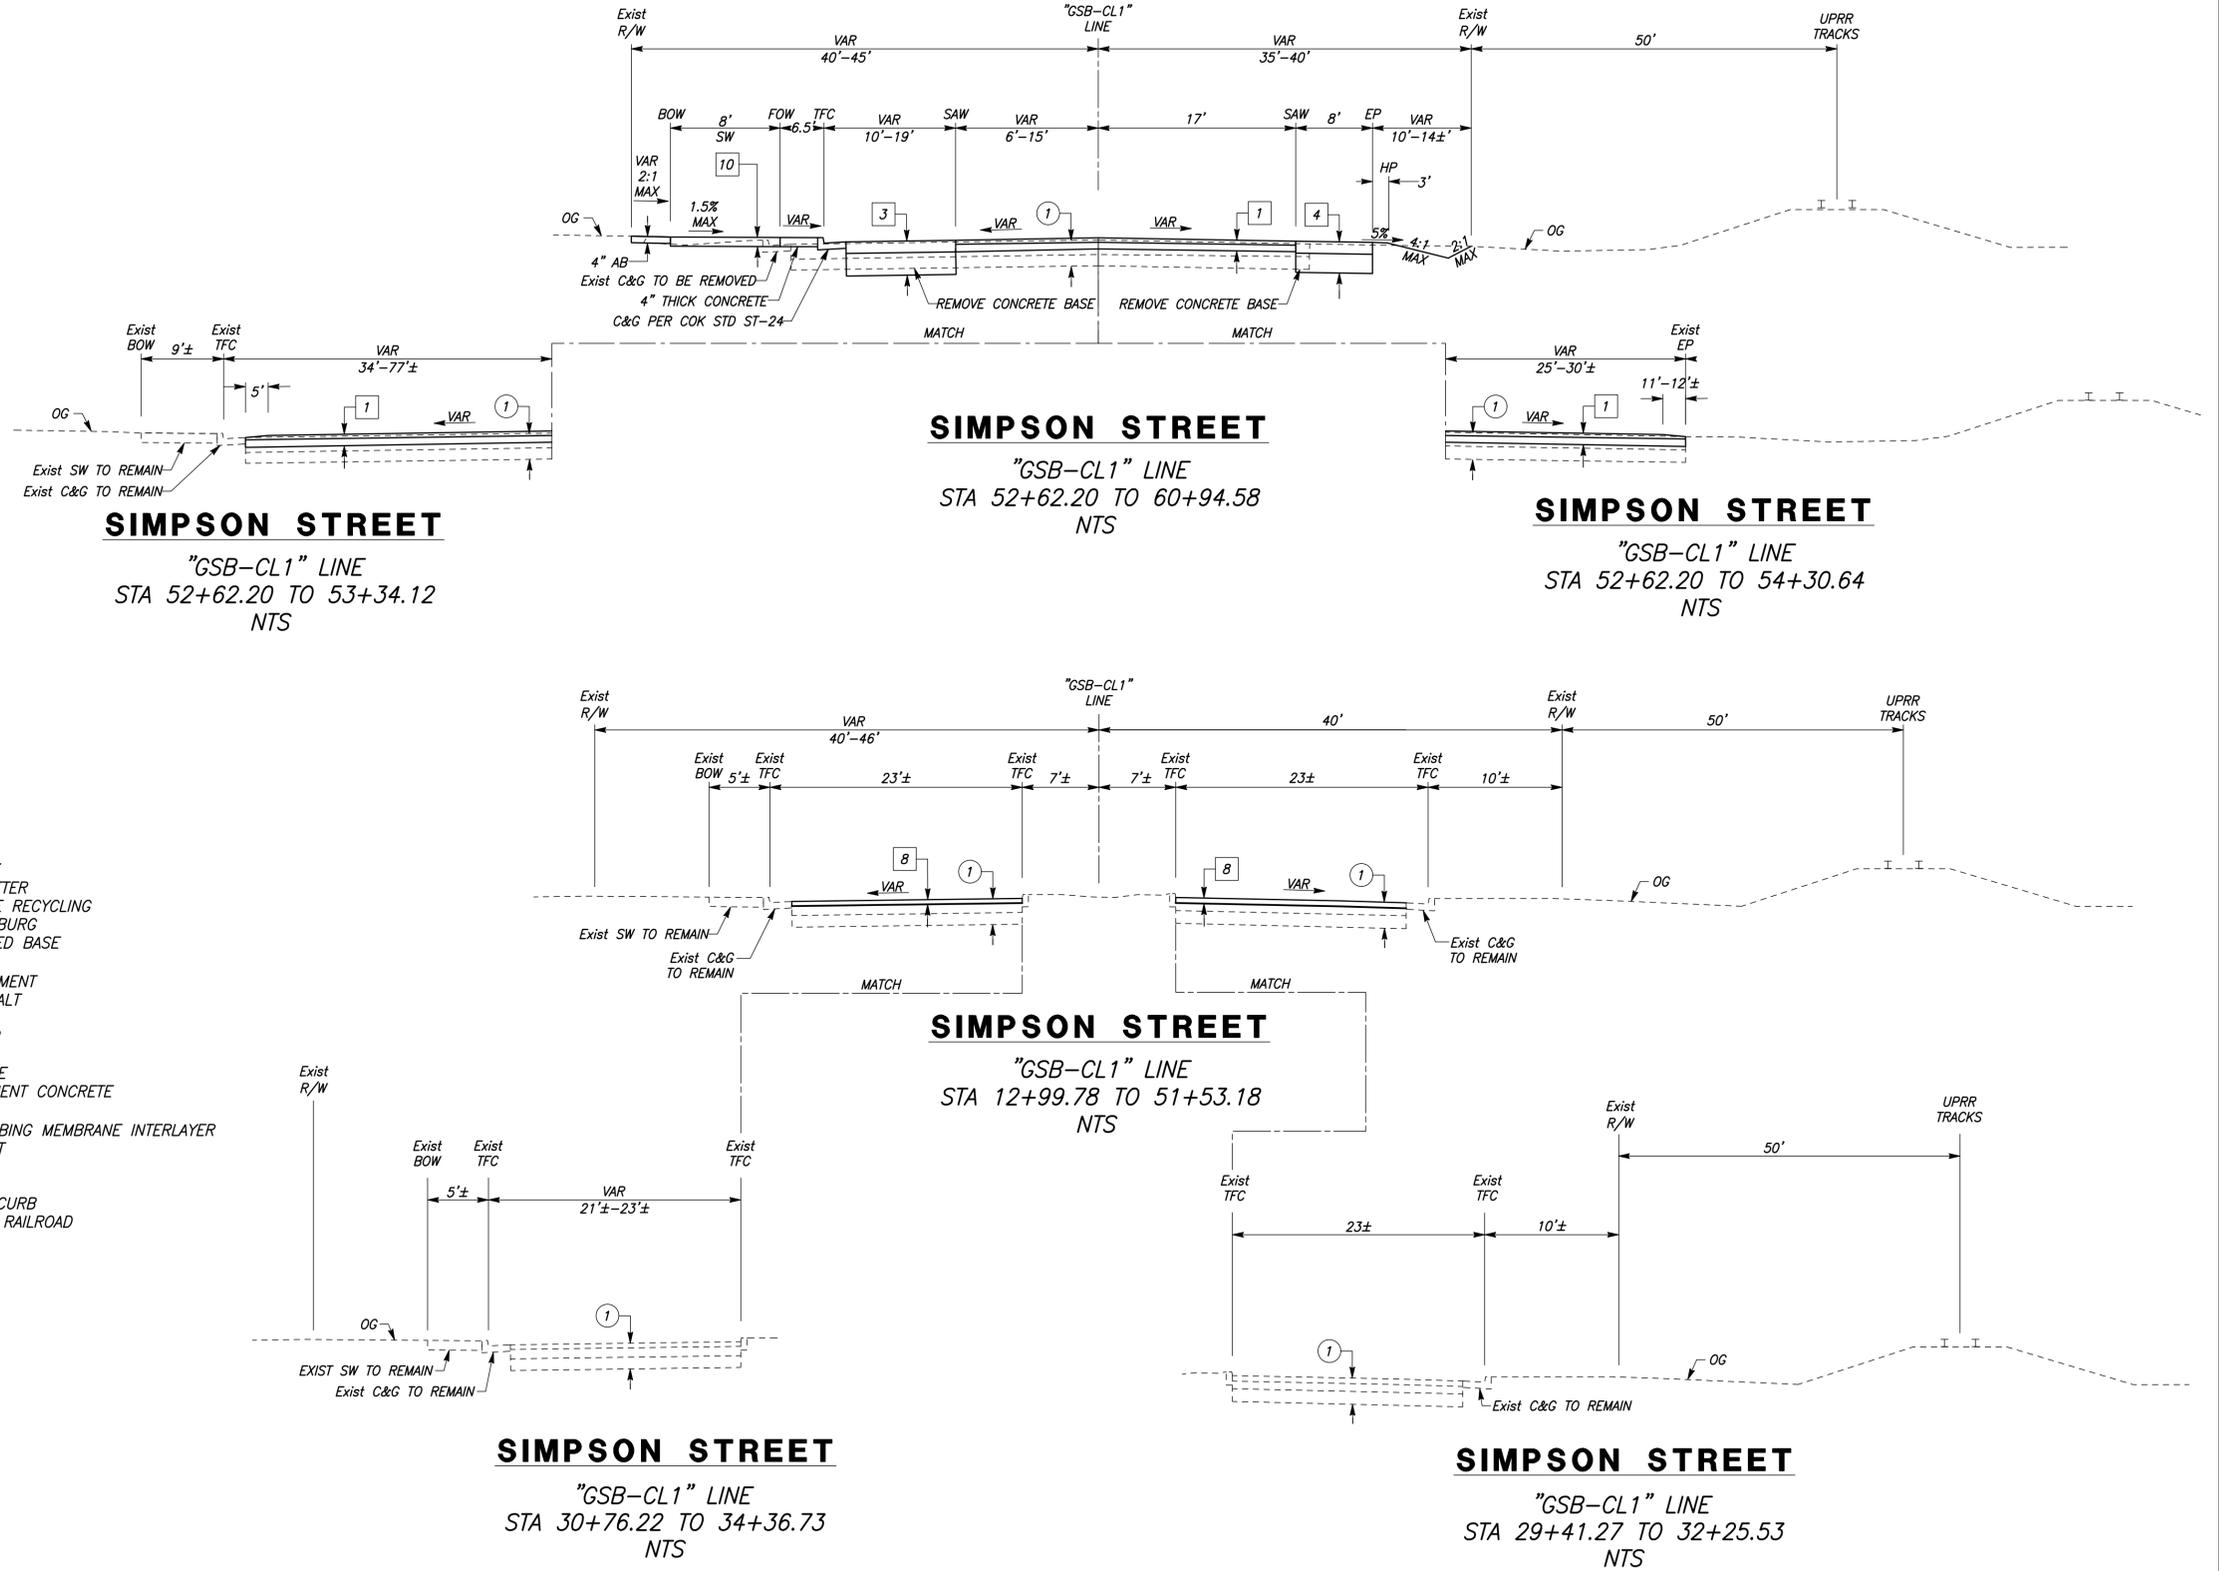 Exist
R/W
"GSB-CL1"
LINE
Exist
R/W
UPRR
TRACKS
VAR
40'-45'
VAR
35'-40'
50'
BOW
8'
SW
FOW
6.5'
TFC
VAR
10'-19'
SAW
VAR
6'-15'
17'
SAW
8'
EP
VAR
10'-14±'
VAR
2:1
MAX
10
HP
3'
OG
1.5%
MAX
VAR
3
VAR
1
VAR
1
4
5%
4:1
MAX
2:1
MAX
OG
4" AB
Exist C&G TO BE REMOVED
4" THICK CONCRETE
C&G PER COK STD ST-24
REMOVE CONCRETE BASE
REMOVE CONCRETE BASE
MATCH
MATCH
Exist
BOW
9'±
Exist
TFC
VAR
34'-77'±
5'
OG
1
VAR
1
Exist SW TO REMAIN
Exist C&G TO REMAIN
SIMPSON STREET
"GSB-CL1" LINE
STA 52+62.20 TO 53+34.12
NTS
SIMPSON STREET
"GSB-CL1" LINE
STA 52+62.20 TO 60+94.58
NTS
Exist
EP
VAR
25'-30'±
11'-12'±
1
VAR
1
SIMPSON STREET
"GSB-CL1" LINE
STA 52+62.20 TO 54+30.64
NTS
Exist
R/W
"GSB-CL1"
LINE
Exist
R/W
UPRR
TRACKS
VAR
40'-46'
40'
50'
Exist
BOW
5'±
Exist
TFC
23'±
Exist
TFC
7'±
7'±
Exist
TFC
23±
Exist
TFC
10'±
8
1
VAR
8
VAR
1
OG
Exist SW TO REMAIN
Exist C&G
TO REMAIN
Exist C&G
TO REMAIN
MATCH
MATCH
SIMPSON STREET
"GSB-CL1" LINE
STA 12+99.78 TO 51+53.18
NTS
TTER
E RECYCLING
BURG
ED BASE
MENT
ALT
E
ENT CONCRETE
BING MEMBRANE INTERLAYER
T
CURB
RAILROAD
Exist
R/W
Exist
BOW
5'±
Exist
TFC
VAR
21'±-23'±
Exist
TFC
OG
1
EXIST SW TO REMAIN
Exist C&G TO REMAIN
SIMPSON STREET
"GSB-CL1" LINE
STA 30+76.22 TO 34+36.73
NTS
Exist
R/W
UPRR
TRACKS
50'
Exist
TFC
23±
Exist
TFC
10'±
1
OG
Exist C&G TO REMAIN
SIMPSON STREET
"GSB-CL1" LINE
STA 29+41.27 TO 32+25.53
NTS